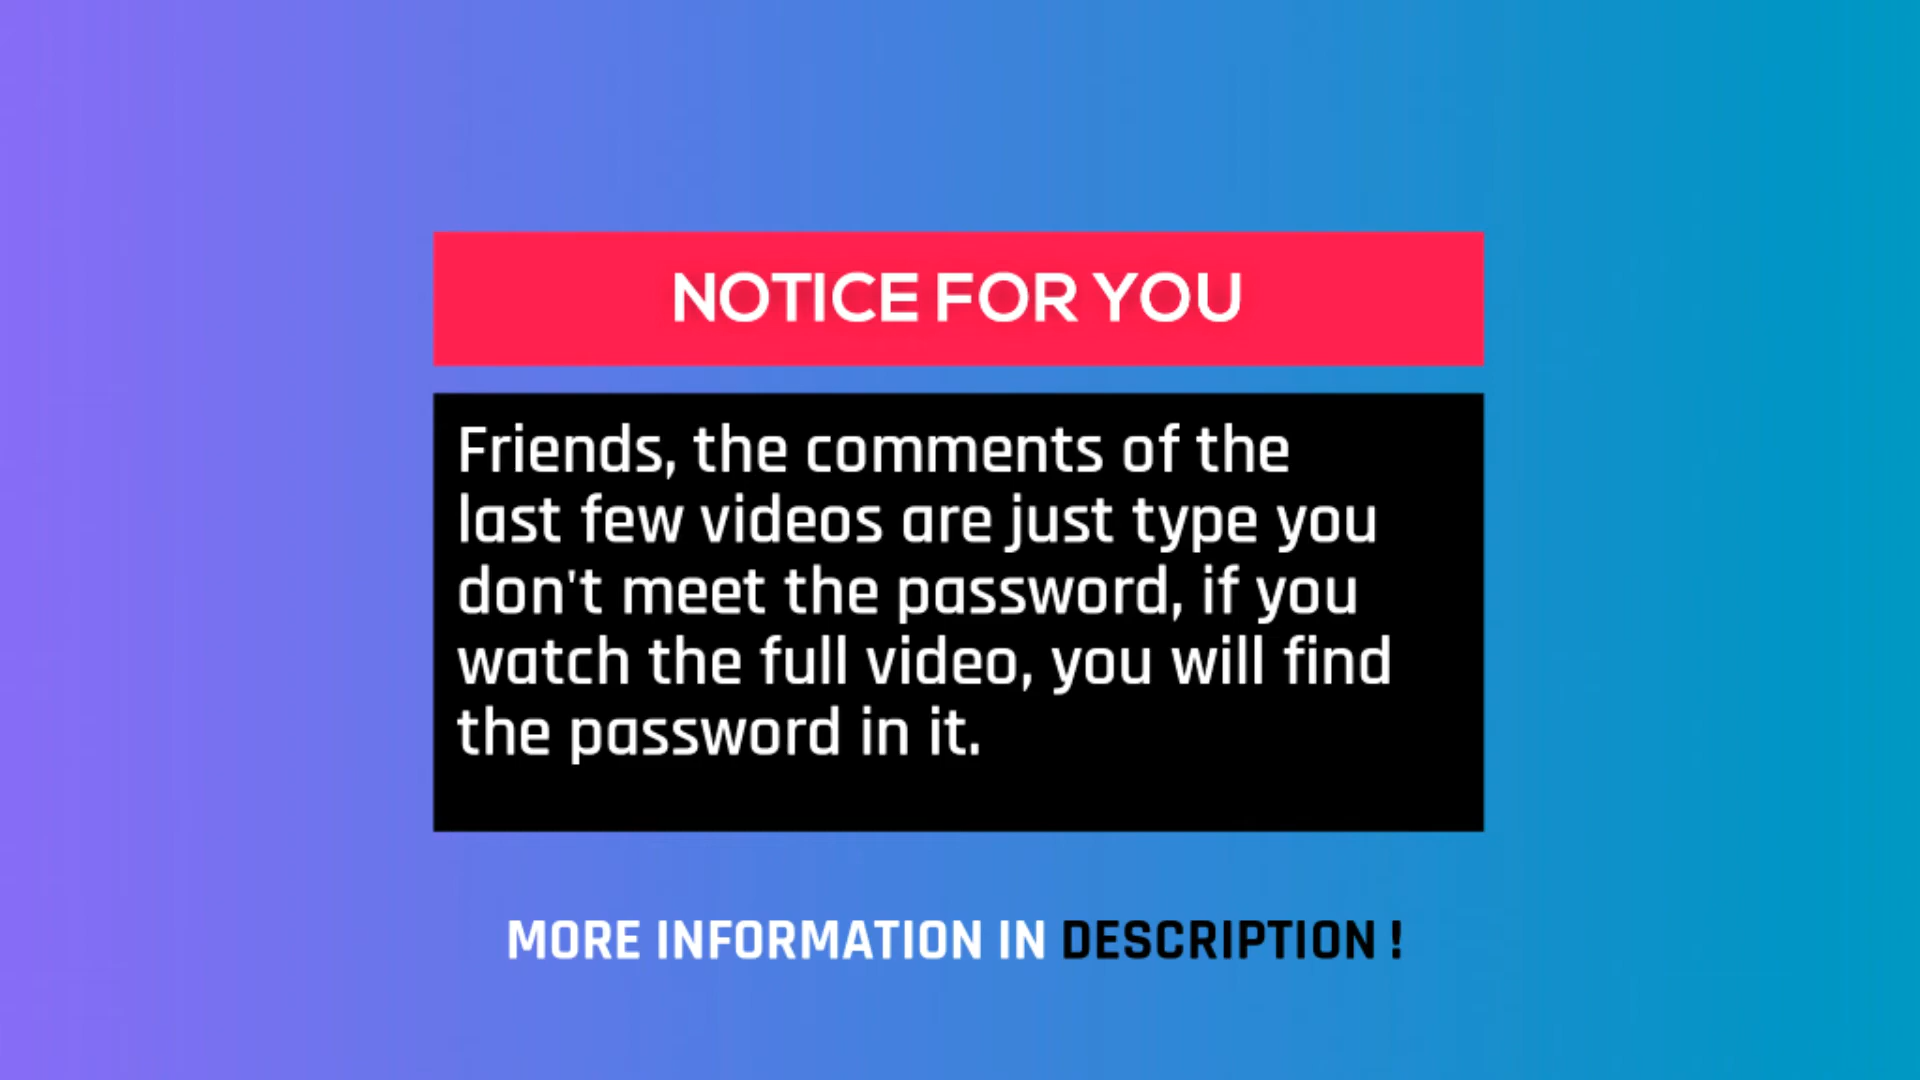 NOTICE FOR YOU
Friends, the comments of the
last few videos are just type you
don't meet the password, if you
watch the full video, you will find
the password in it.
MORE INFORMATION IN DESCRIPTION !